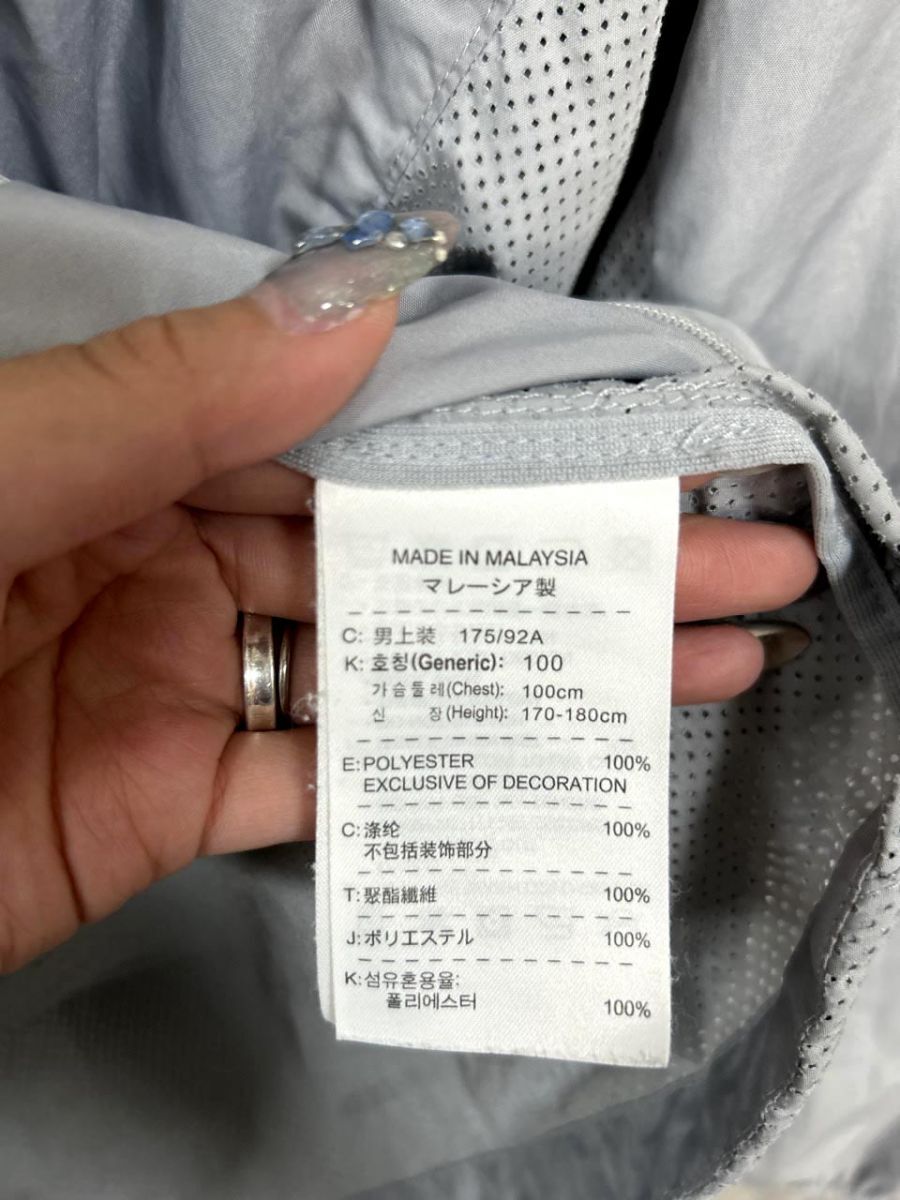 MADE IN MALAYSIA
マレーシア製
C: 男上装 175/92A
K: 호칭(Generic): 100
가슴둘레(Chest): 100cm
신 장(Height): 170-180cm
E: POLYESTER 100%
EXCLUSIVE OF DECORATION
C: 涤纶 100%
不包括装饰部分
T: 聚酯纖維 100%
J: ポリエステル 100%
K: 섬유혼용율:
폴리에스터 100%